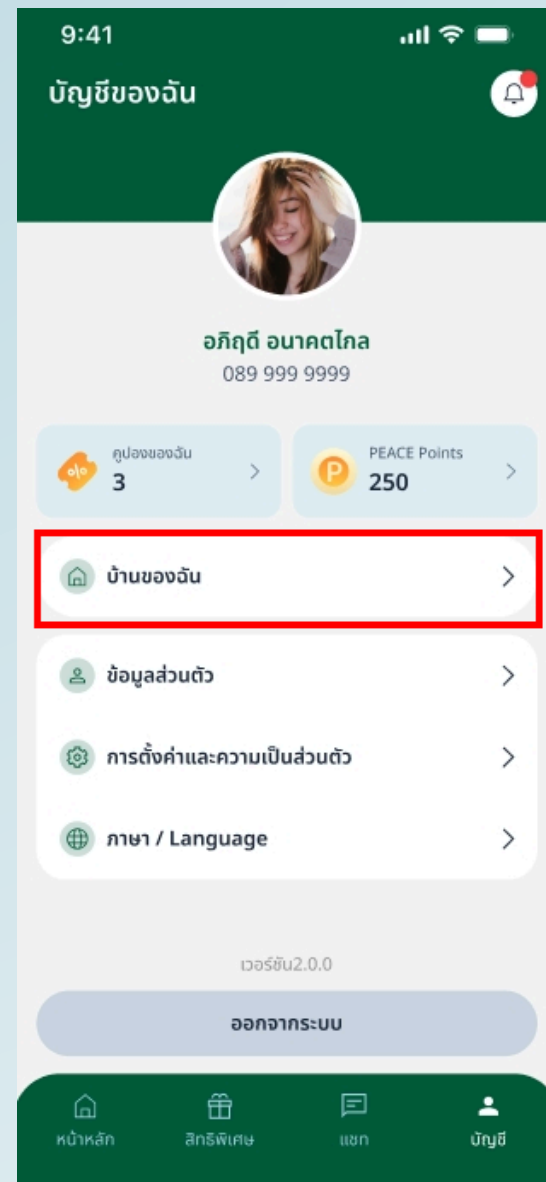 9:41
บัญชีของฉัน
อภิฤดี อนาคตไกล
089 999 9999
คูปองของฉัน
3
PEACE Points
250
บ้านของฉัน
ข้อมูลส่วนตัว
การตั้งค่าและความเป็นส่วนตัว
ภาษา / Language
เวอร์ชัน2.0.0
ออกจากระบบ
หน้าหลัก สิทธิพิเศษ แชท บัญชี